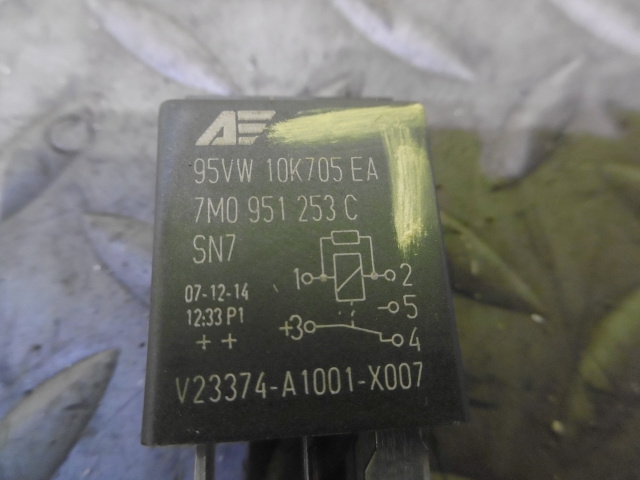 AE
95VW 10K705 EA
7M0 951 253 C
SN7
1 2
07-12-14
5
12:33 P1
+3 4
++
V23374-A1001-X007